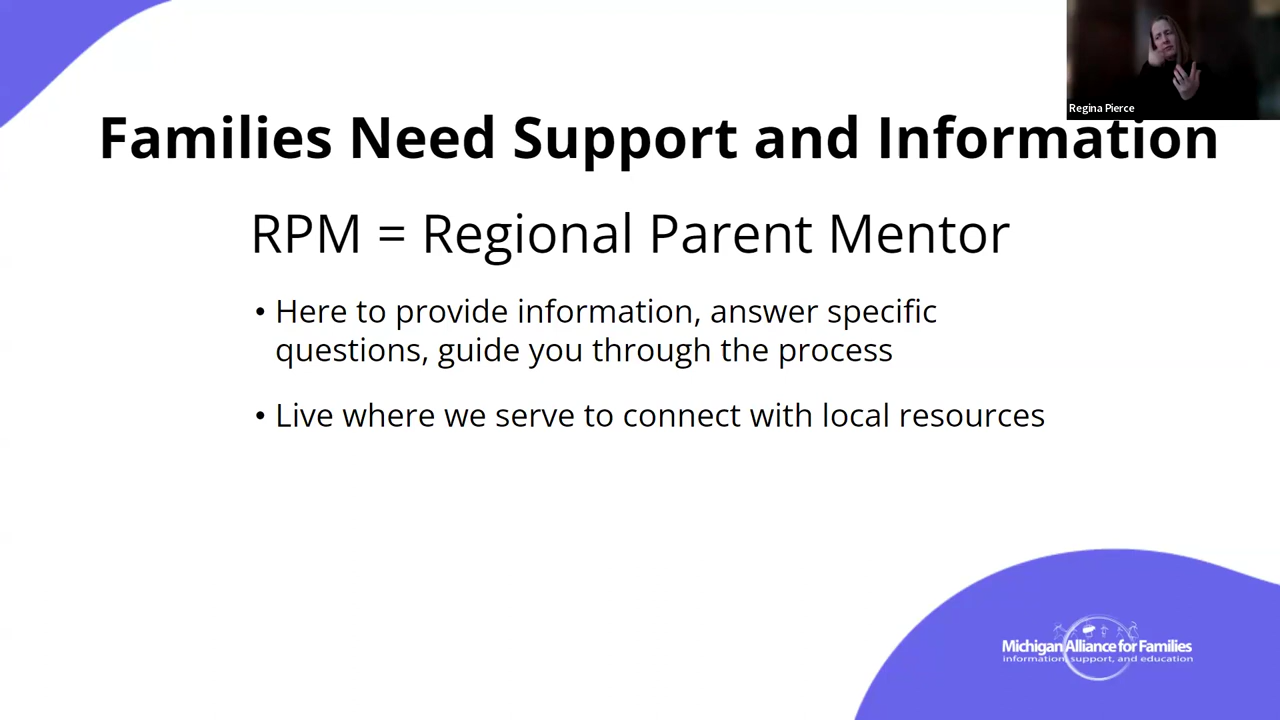 Regina Pierce
Families Need Support and Information
RPM = Regional Parent Mentor
• Here to provide information, answer specific
questions, guide you through the process
• Live where we serve to connect with local resources
Michigan Alliance for Families
information, support, and education